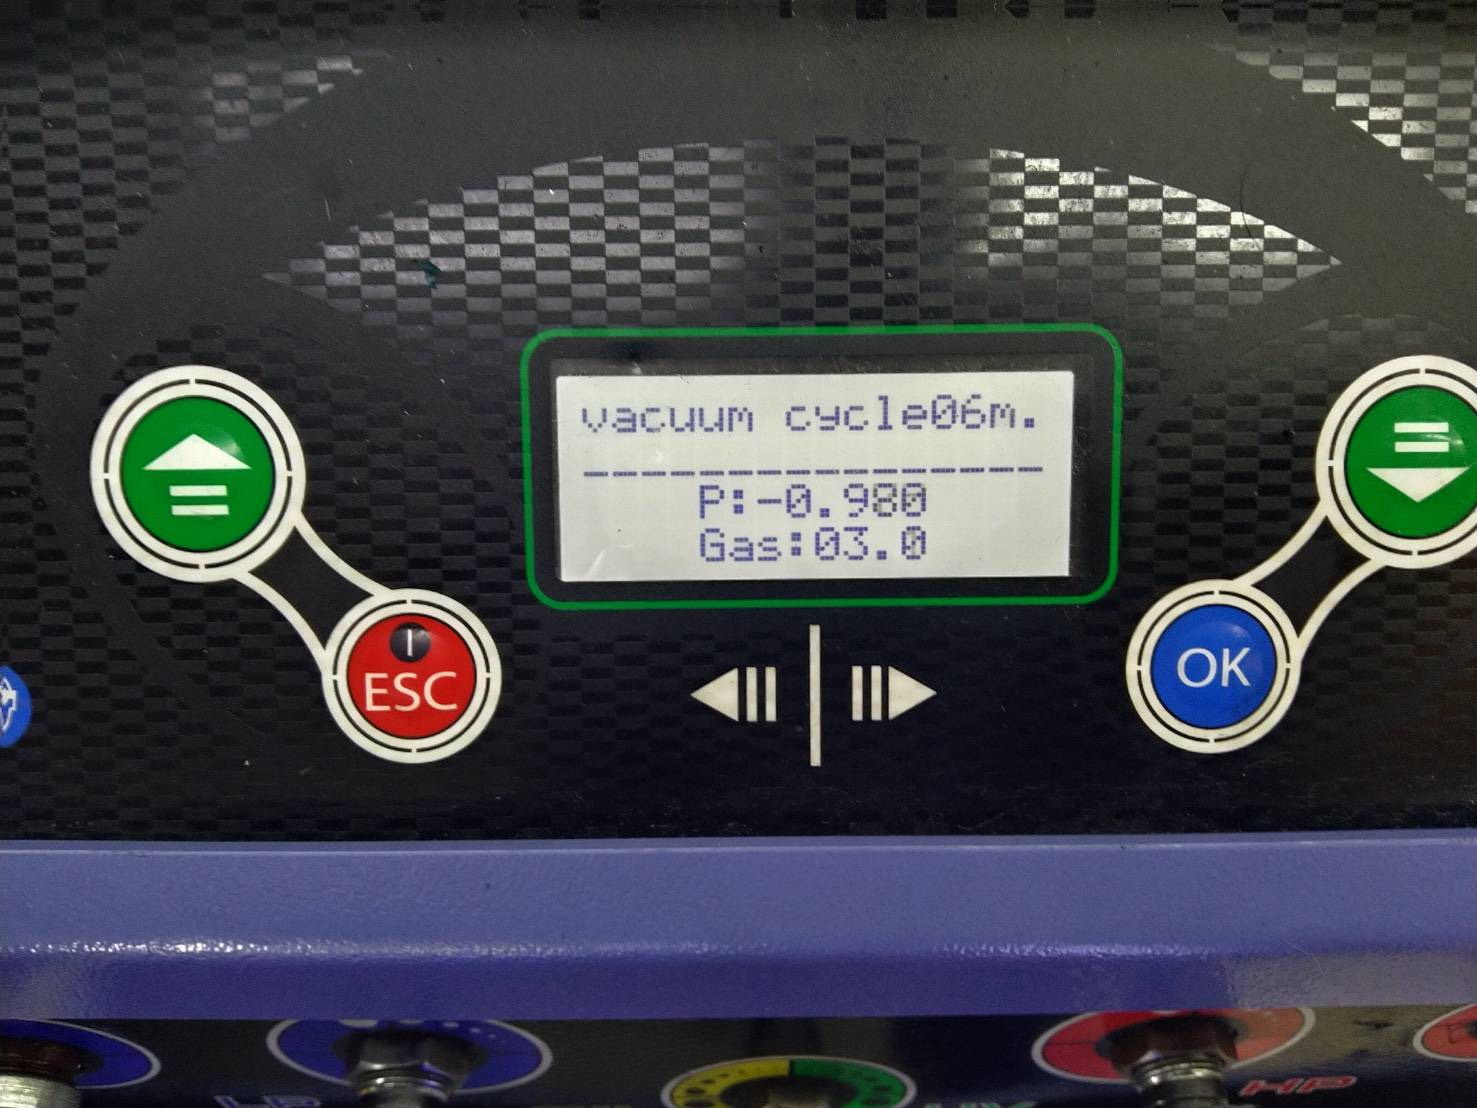 vacuum cycle06m.
----------------
P:-0.980
Gas:03.0
ESC
OK
HP